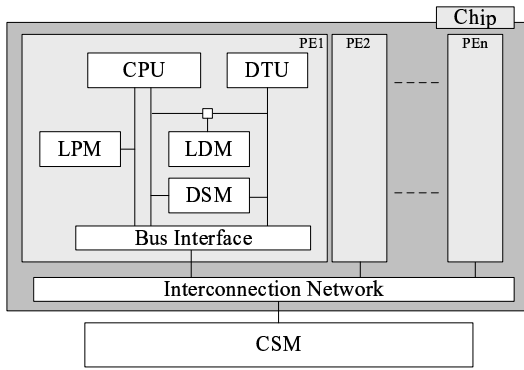 Chip
PE1
PE2
PEn
CPU
DTU
LPM
LDM
DSM
Bus Interface
Interconnection Network
CSM